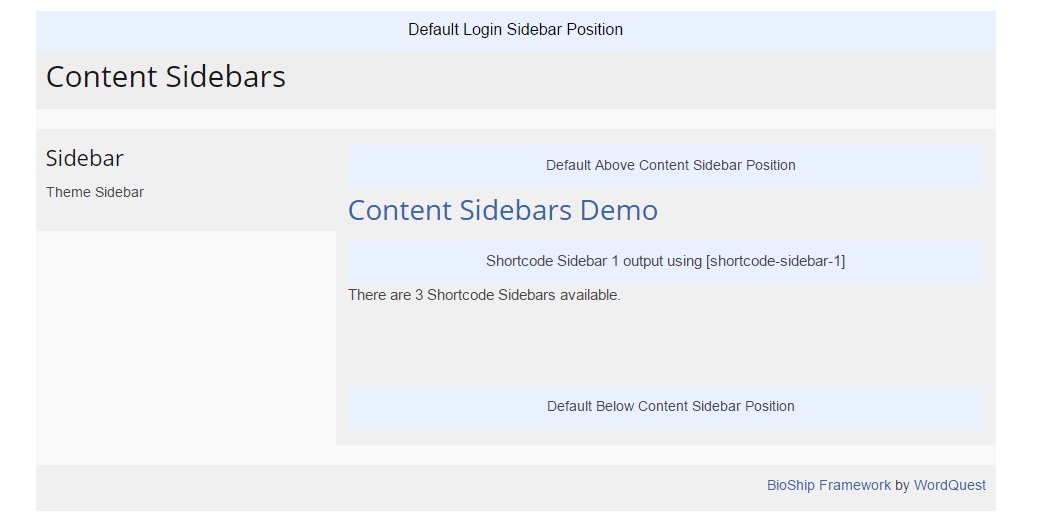 Default Login Sidebar Position
Content Sidebars
Sidebar
Theme Sidebar
Default Above Content Sidebar Position
Content Sidebars Demo
Shortcode Sidebar 1 output using [shortcode-sidebar-1]
There are 3 Shortcode Sidebars available.
Default Below Content Sidebar Position
BioShip Framework by WordQuest